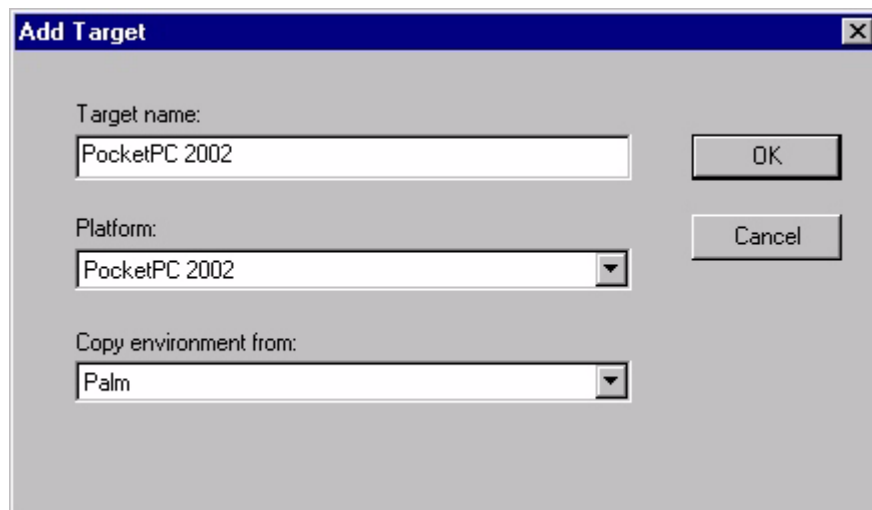 Add Target
Target name:
PocketPC 2002
OK
Platform:
Cancel
PocketPC 2002
Copy environment from:
Palm